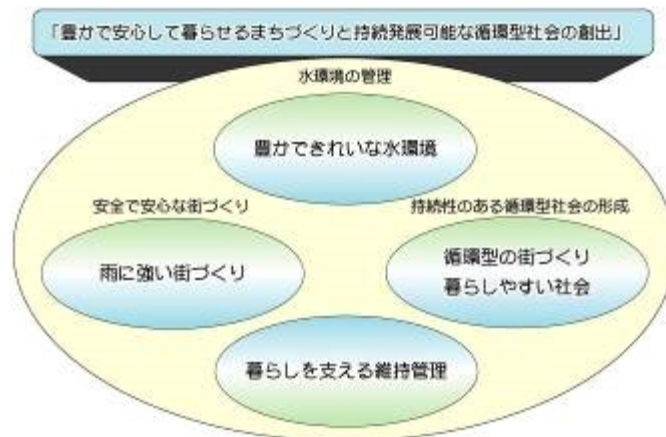 「豊かで安心して暮らせるまちづくりと持続発展可能な循環型社会の創出」
水環境の管理
豊かできれいな水環境
安全で安心な街づくり
持続性のある循環型社会の形成
雨に強い街づくり
循環型の街づくり
暮らしやすい社会
暮らしを支える維持管理